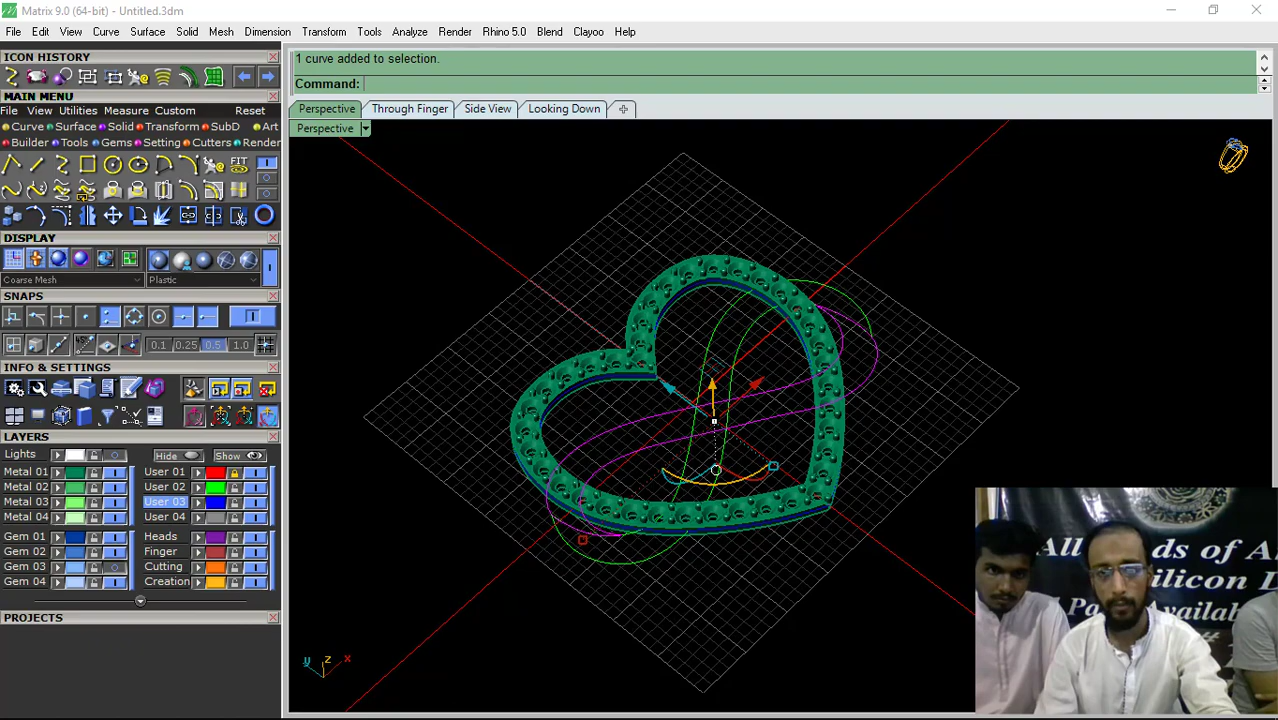 Matrix 9.0 (64-bit) - Untitled.3dm
File Edit View Curve Surface Solid Mesh Dimension Transform Tools Analyze Render Rhino 5.0 Blend Clayoo Help
ICON HISTORY
1 curve added to selection.
Command:
MAIN MENU
File View Utilities Measure Custom Reset
Perspective Through Finger Side View Looking Down
Curve Surface Solid Transform SubD Art
Perspective
Builder Tools Gems Setting Cutters Render
FIT
DISPLAY
Coarse Mesh Plastic
SNAPS
0.1 0.25 0.5 1.0
INFO & SETTINGS
LAYERS
Lights Hide Show
Metal 01 User 01
Metal 02 User 02
Metal 03 User 03
Metal 04 User 04
Gem 01 Heads
Gem 02 Finger
Gem 03 Cutting
Gem 04 Creation
PROJECTS
y z x
All
ilicon
Available